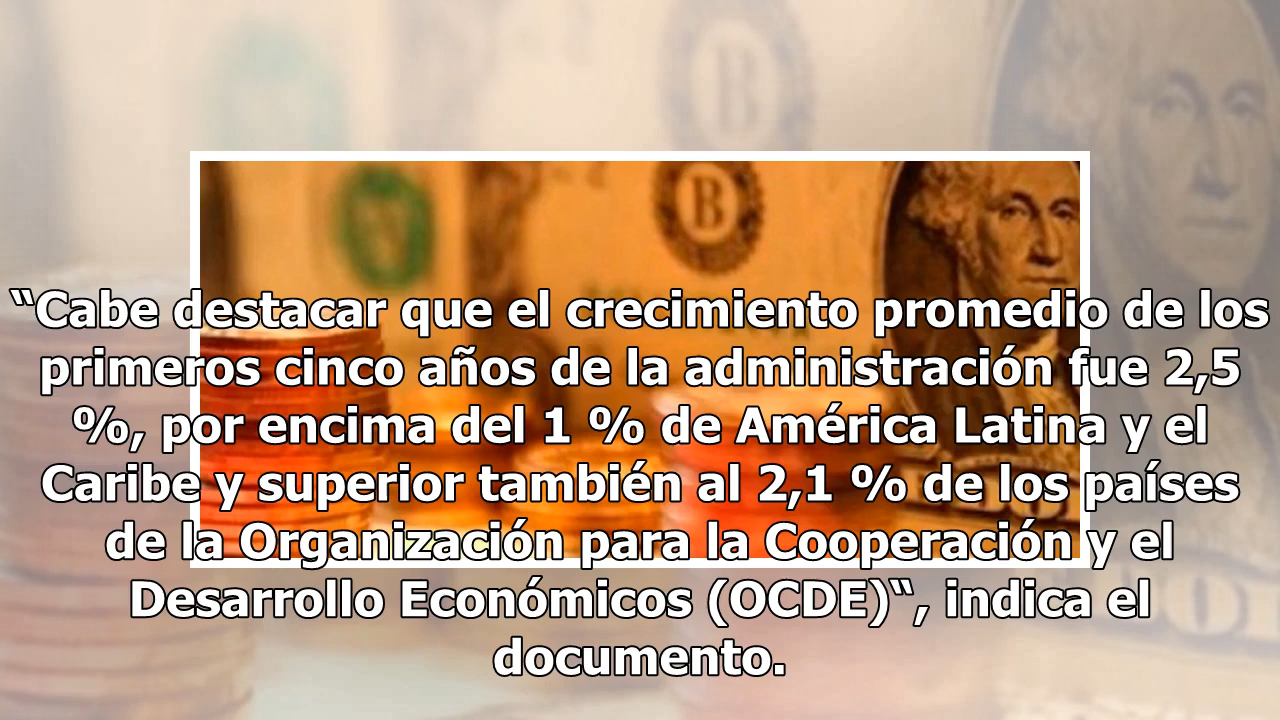 “Cabe destacar que el crecimiento promedio de los
primeros cinco años de la administración fue 2,5
%, por encima del 1 % de América Latina y el
Caribe y superior también al 2,1 % de los países
de la Organización para la Cooperación y el
Desarrollo Económicos (OCDE)“, indica el
documento.
B
B